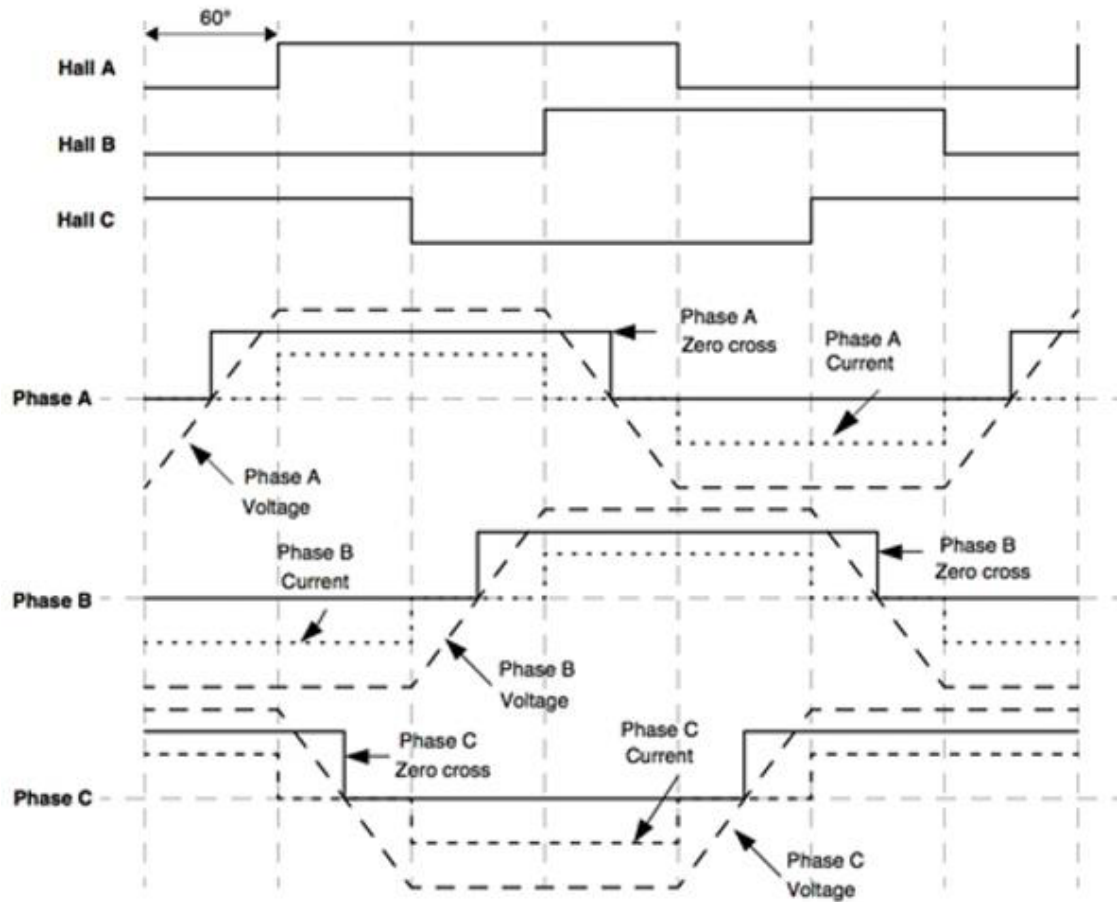 60°
Hall A
Hall B
Hall C
Phase A
Zero cross
Phase A
Current
Phase A
Phase A
Voltage
Phase B
Current
Phase B
Zero cross
Phase B
Phase B
Voltage
Phase C
Zero cross
Phase C
Current
Phase C
Phase C
Voltage